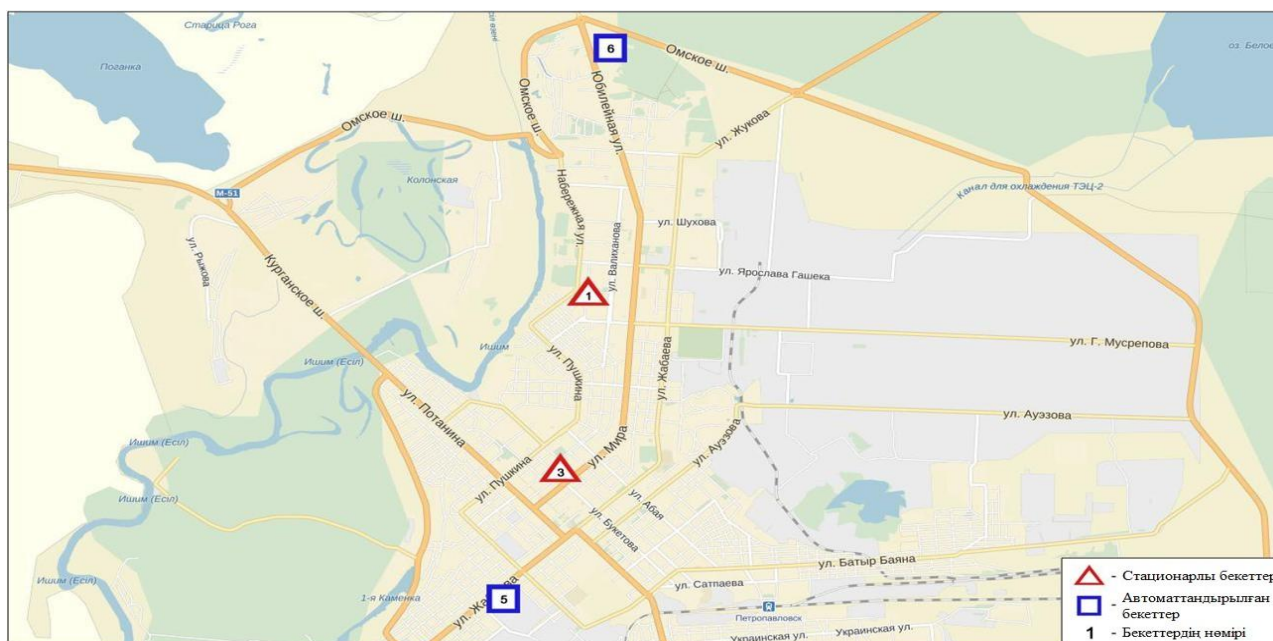 Старица Рога
Поганка
Омское ш.
М-51
ул. Рыжова
Курганское ш.
Колонская
Омское ш.
6
Юбилейная ул.
Омское ш.
оз. Белое
ул. Жукова
Канал для охлаждения ТЭЦ-2
Набережная ул.
ул. Валиханова
ул. Шухова
ул. Ярослава Гашека
1
Ишим
Ишим (Есіл)
ул. Пушкина
ул. Жабаева
ул. Г. Мусрепова
ул. Потанина
ул. Мира
ул. Ауэзова
ул. Ауэзова
Ишим (Есіл)
ул. Пушкина
3
ул. Абая
ул. Букетова
Ишим (Есіл)
Ишим (Есіл)
1-я Каменка
5
ул. Батыр Баяна
ул. Сатпаева
Петропавловск
Украинская ул.
Украинская ул.
- Стационарлы бекеттер
- Автоматтандырылған
бекеттер
1 - Бекеттердің нөмірі